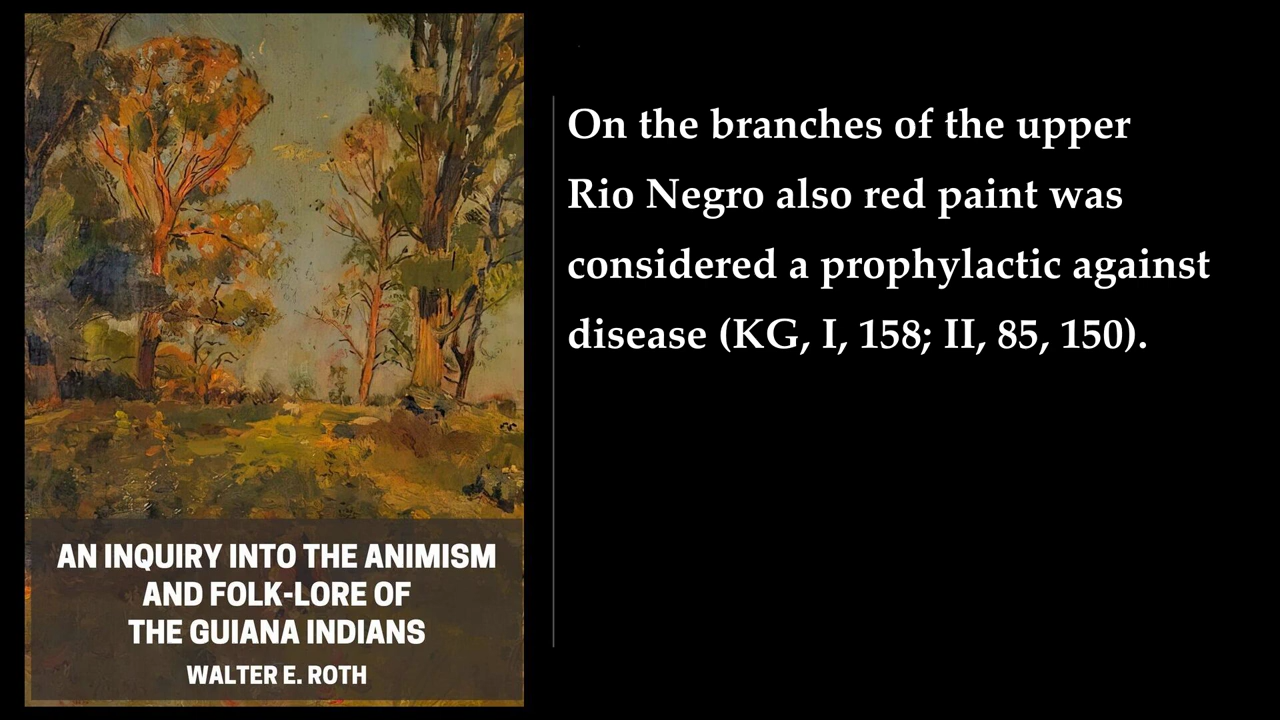 On the branches of the upper
Rio Negro also red paint was
considered a prophylactic against
disease (KG, I, 158; II, 85, 150).
AN INQUIRY INTO THE ANIMISM
AND FOLK-LORE OF
THE GUIANA INDIANS
WALTER E. ROTH